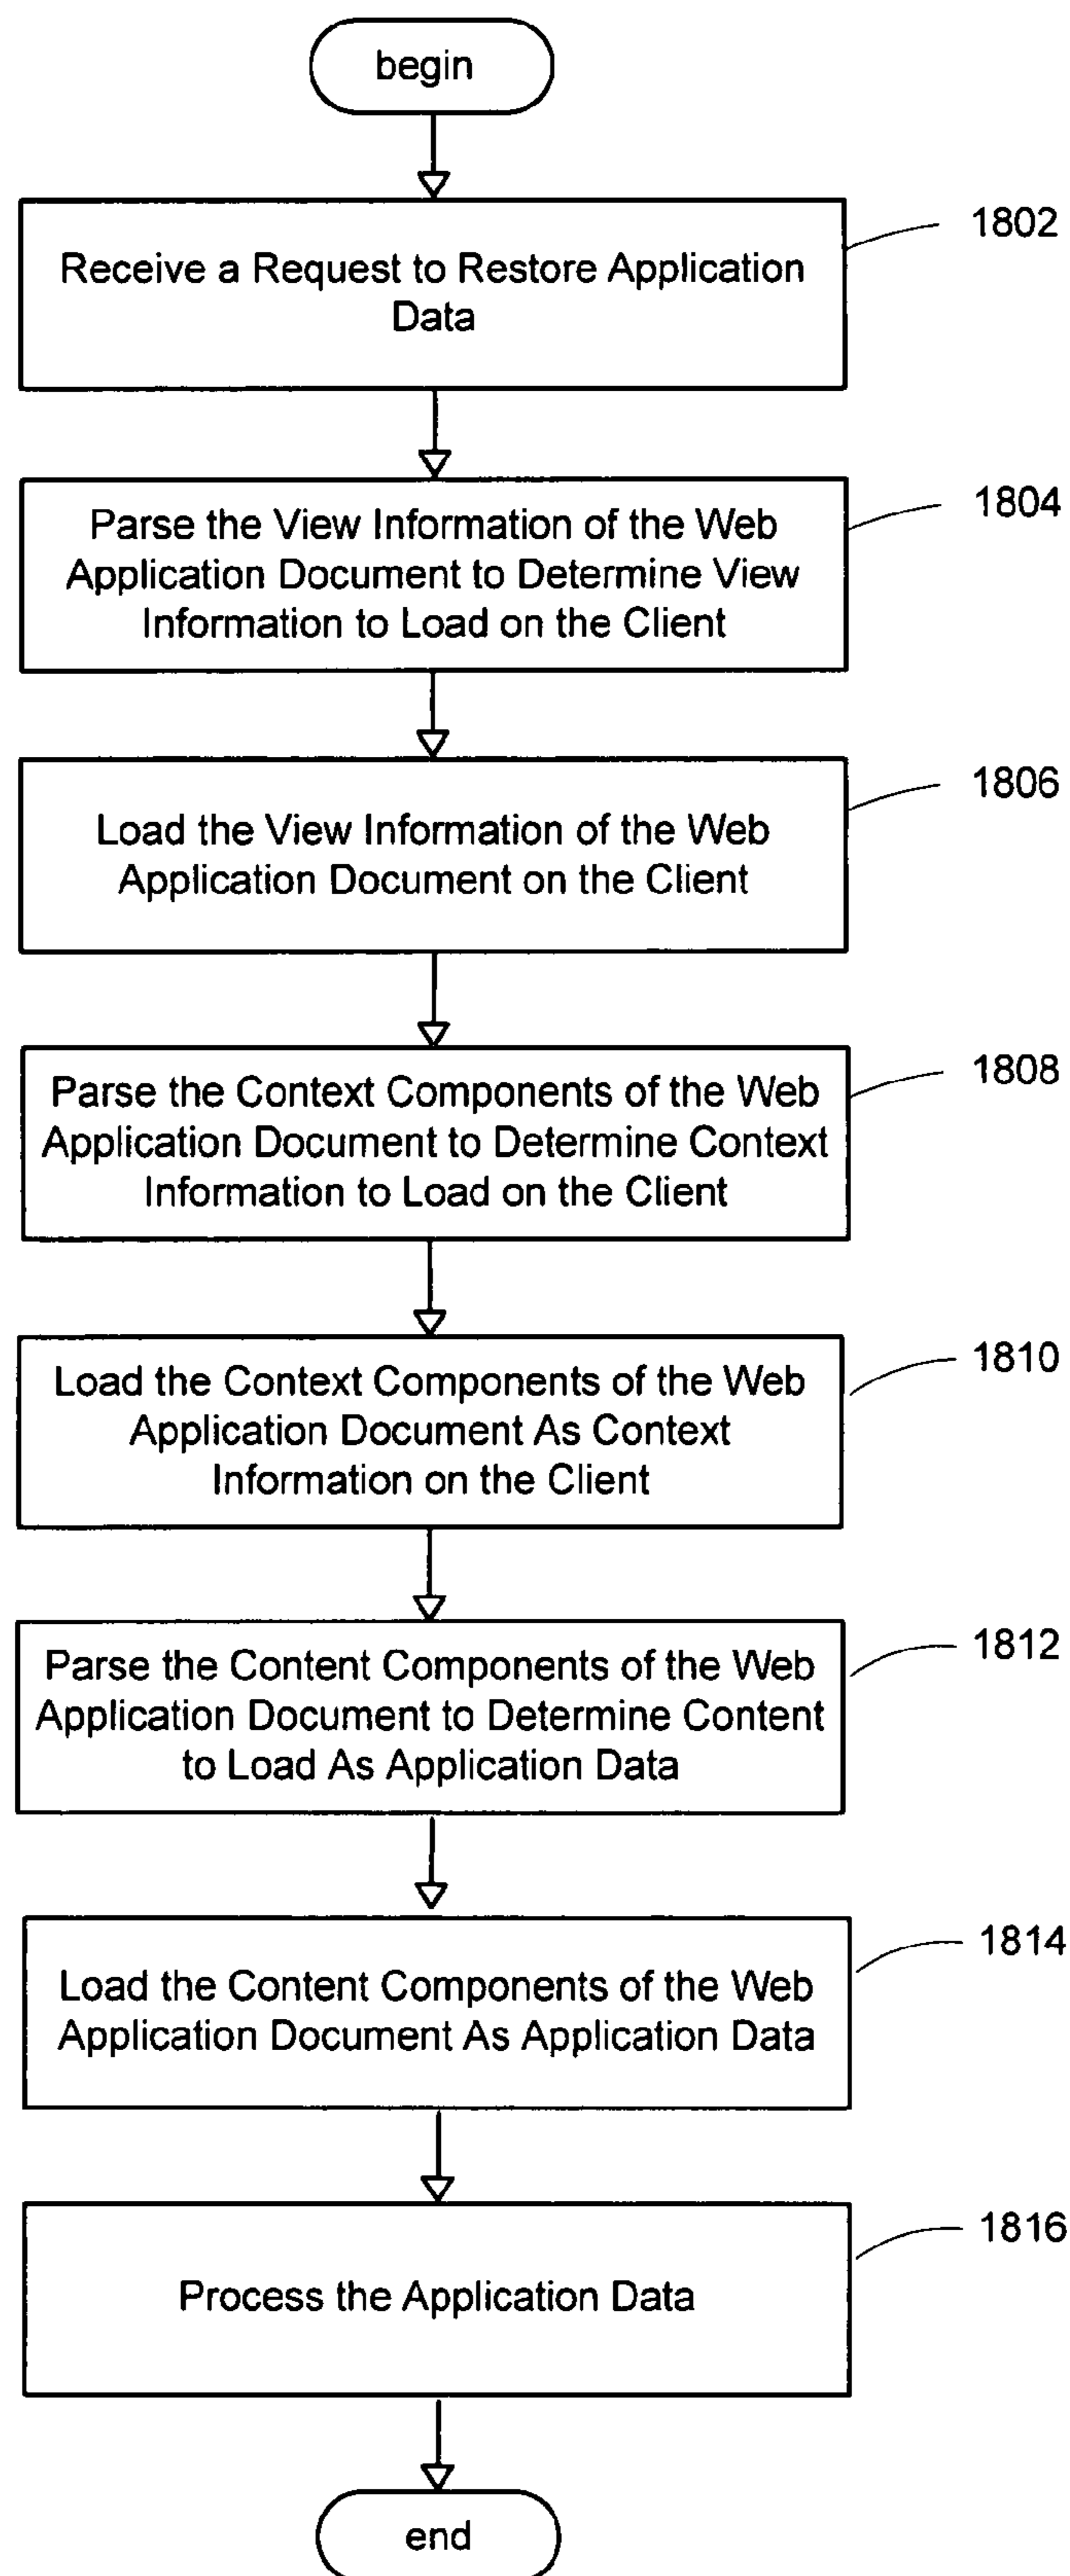 begin
1802
Receive a Request to Restore Application
Data
1804
Parse the View Information of the Web
Application Document to Determine View
Information to Load on the Client
1806
Load the View Information of the Web
Application Document on the Client
1808
Parse the Context Components of the Web
Application Document to Determine Context
Information to Load on the Client
1810
Load the Context Components of the Web
Application Document As Context
Information on the Client
1812
Parse the Content Components of the Web
Application Document to Determine Content
to Load As Application Data
1814
Load the Content Components of the Web
Application Document As Application Data
1816
Process the Application Data
end